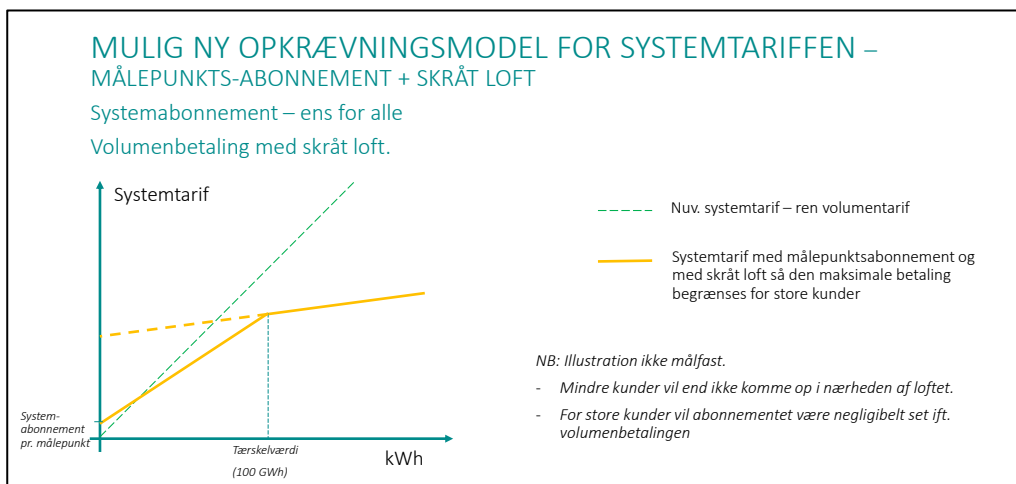 MULIG NY OPKRÆVNINGSMODEL FOR SYSTEMTARIFFEN –
MÅLEPUNKTS-ABONNEMENT + SKRÅT LOFT
Systemabonnement – ens for alle
Volumenbetaling med skråt loft.
Systemtarif
Nuv. systemtarif – ren volumentarif
Systemtarif med målepunktsabonnement og
med skråt loft så den maksimale betaling
begrænses for store kunder
NB: Illustration ikke målfast.
- Mindre kunder vil end ikke komme op i nærheden af loftet.
- For store kunder vil abonnementet være negligibelt set ift.
volumenbetalingen
System-
abonnement
pr. målepunkt
Tærskelværdi
(100 GWh)
kWh